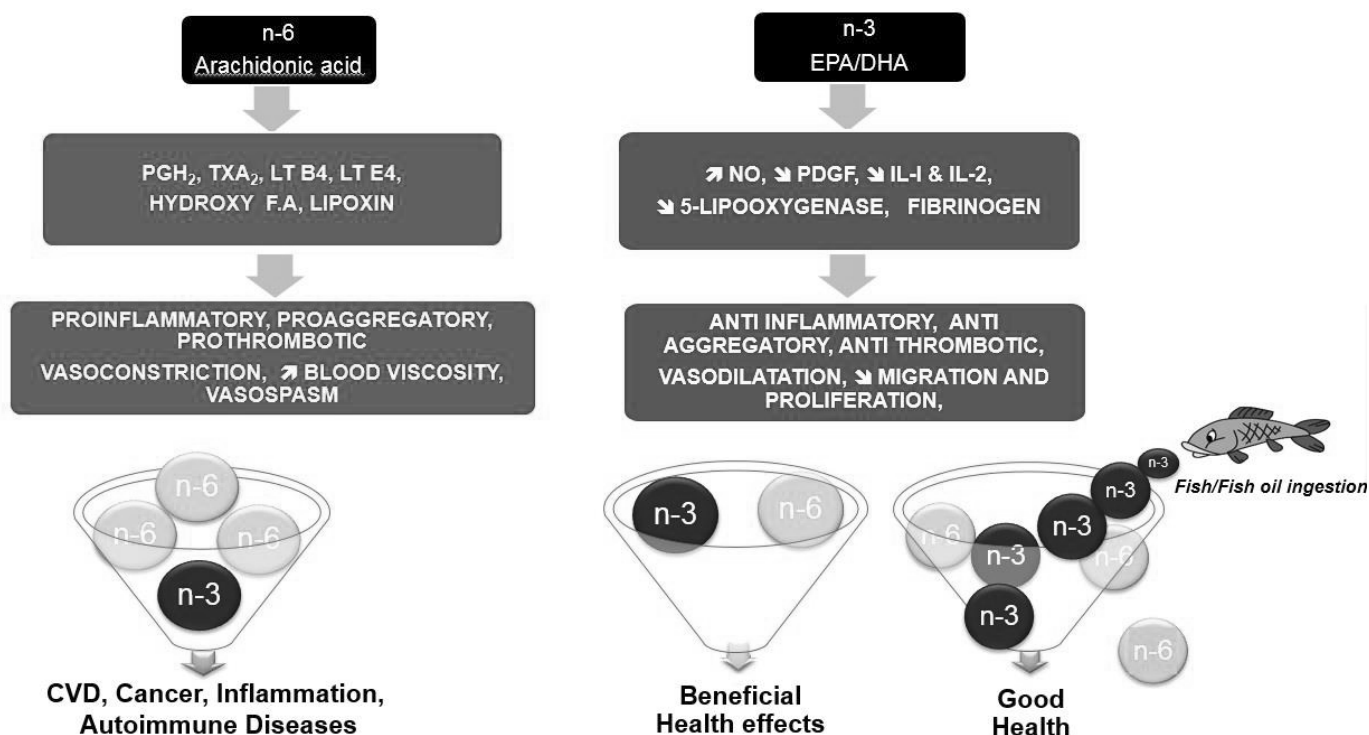 n-6
Arachidonic acid
n-3
EPA/DHA
PGH₂, TXA₂, LT B4, LT E4,
HYDROXY F.A, LIPOXIN
↗ NO, ↘ PDGF, ↘ IL-I & IL-2,
↘ 5-LIPOOXYGENASE, FIBRINOGEN
PROINFLAMMATORY, PROAGGREGATORY,
PROTHROMBOTIC
VASOCONSTRICTION, ↗ BLOOD VISCOSITY,
VASOSPASM
ANTI INFLAMMATORY, ANTI
AGGREGATORY, ANTI THROMBOTIC,
VASODILATATION, ↘ MIGRATION AND
PROLIFERATION,
n-6
n-6
n-6
n-3
n-3
n-6
n-3
n-3
n-3
n-6
n-3
n-6
n-3
n-6
Fish/Fish oil ingestion
CVD, Cancer, Inflammation,
Autoimmune Diseases
Beneficial
Health effects
Good
Health